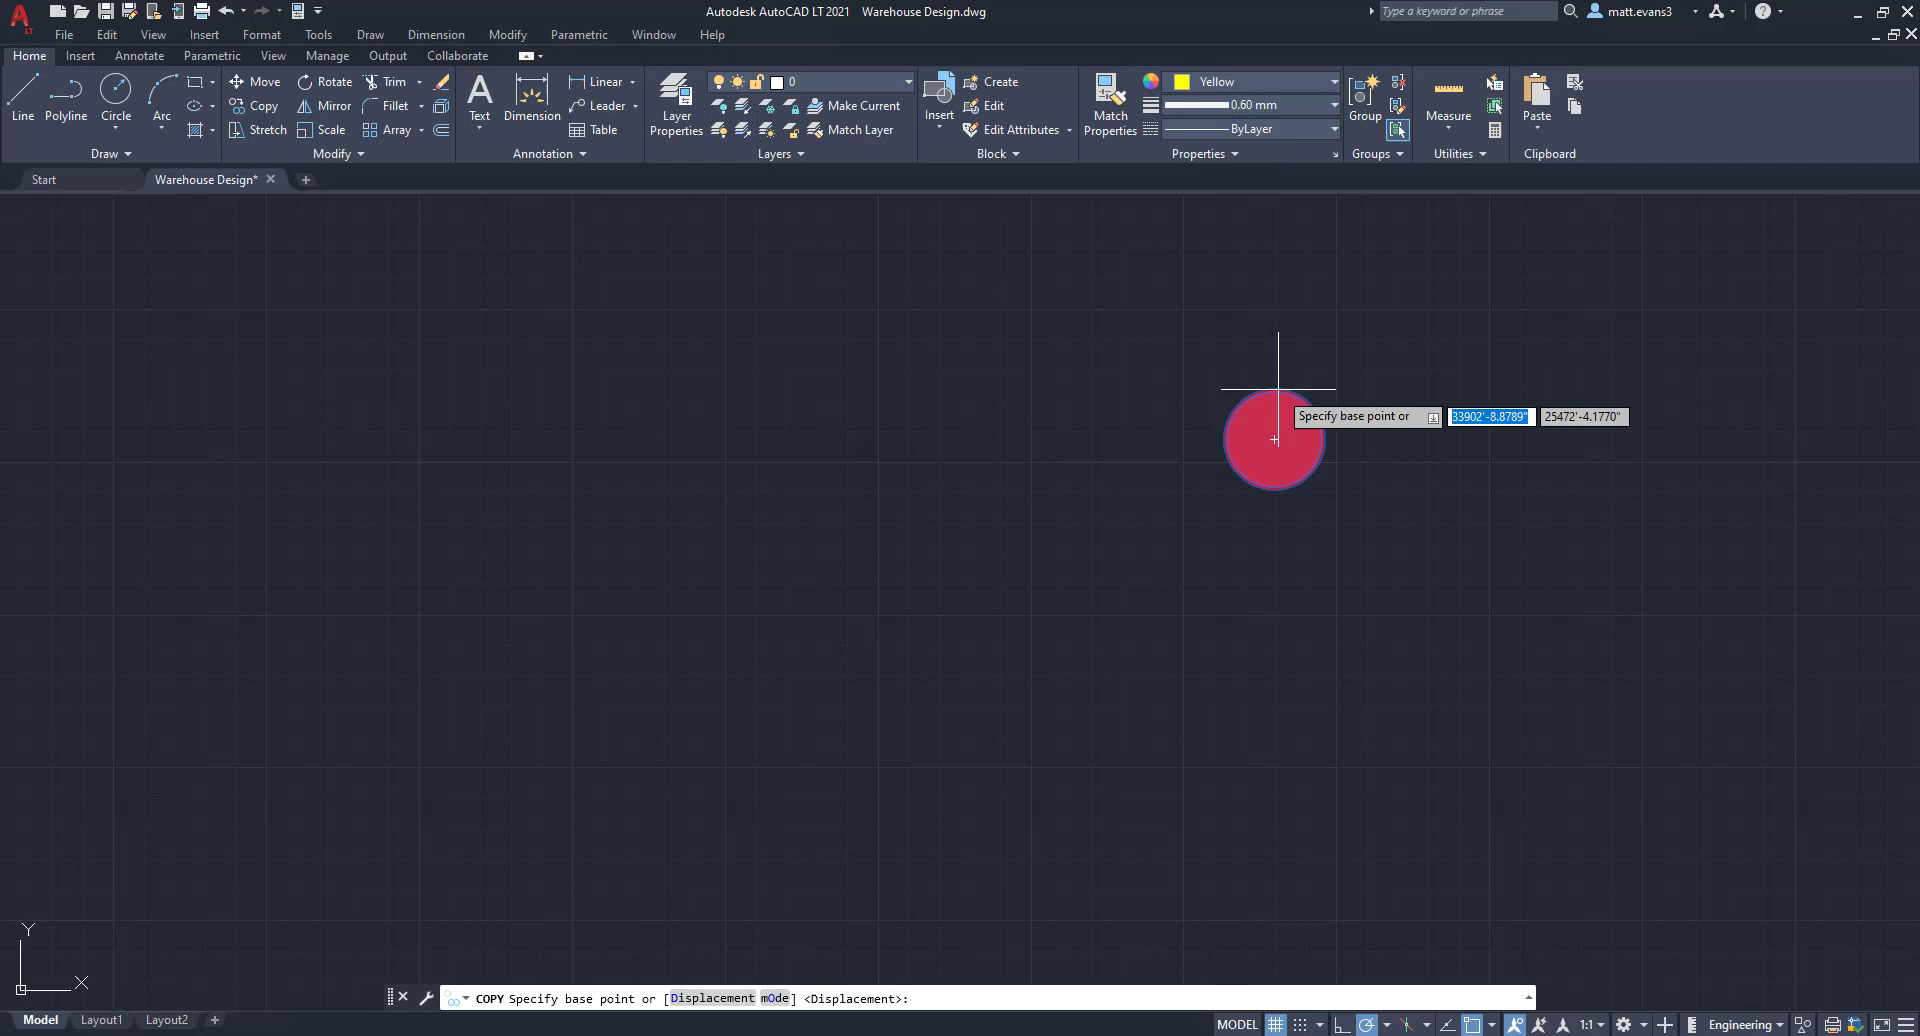 Autodesk AutoCAD LT 2021 Warehouse Design.dwg
Type a keyword or phrase
matt.evans3
LT
File Edit View Insert Format Tools Draw Dimension Modify Parametric Window Help
Home Insert Annotate Parametric View Manage Output Collaborate
Line Polyline Circle Arc
Draw
Move Rotate Trim
Copy Mirror Fillet
Stretch Scale Array
Modify
Text Dimension
Linear
Leader
Table
Annotation
Layer Properties
0
Make Current
Match Layer
Layers
Insert
Create
Edit
Edit Attributes
Block
Match Properties
Yellow
0.60 mm
ByLayer
Properties
Group
Groups
Measure
Utilities
Paste
Clipboard
Start Warehouse Design*
Specify base point or 33902'-8.8789" 25472'-4.1770"
Y
X
COPY Specify base point or [Displacement mOde] <Displacement>:
Model Layout1 Layout2
MODEL 1:1 Engineering